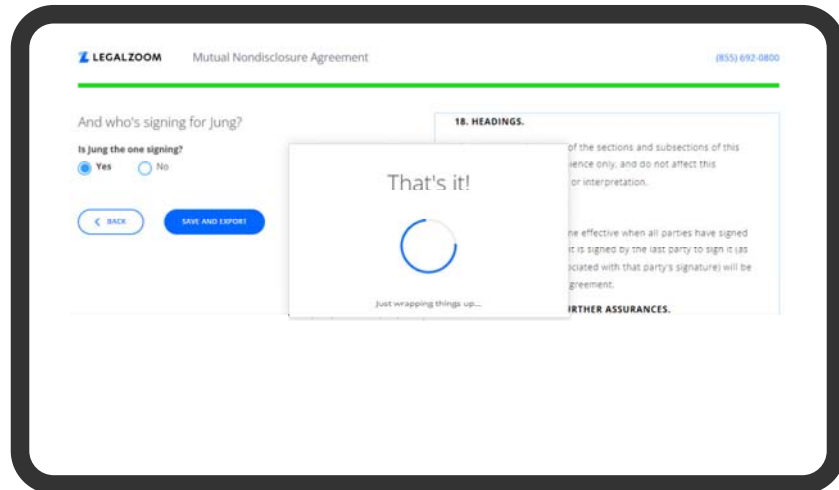 LEGALZOOM Mutual Nondisclosure Agreement (855) 692-0800
And who's signing for Jung?
Is Jung the one signing?
Yes No
BACK SAVE AND EXPORT
That's it!
Just wrapping things up...
18. HEADINGS.
of the sections and subsections of this
ience only, and do not affect this
or interpretation.
ne effective when all parties have signed
it is signed by the last party to sign it (as
ociated with that party's signature) will be
greement.
RTHER ASSURANCES.